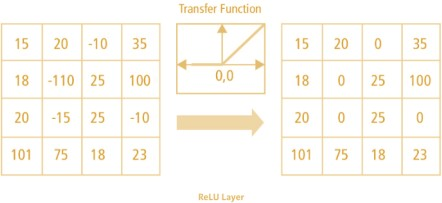 Transfer Function
15 20 -10 35
18 -110 25 100
20 -15 25 -10
101 75 18 23
0,0
15 20 0 35
18 0 25 100
20 0 25 0
101 75 18 23
ReLU Layer